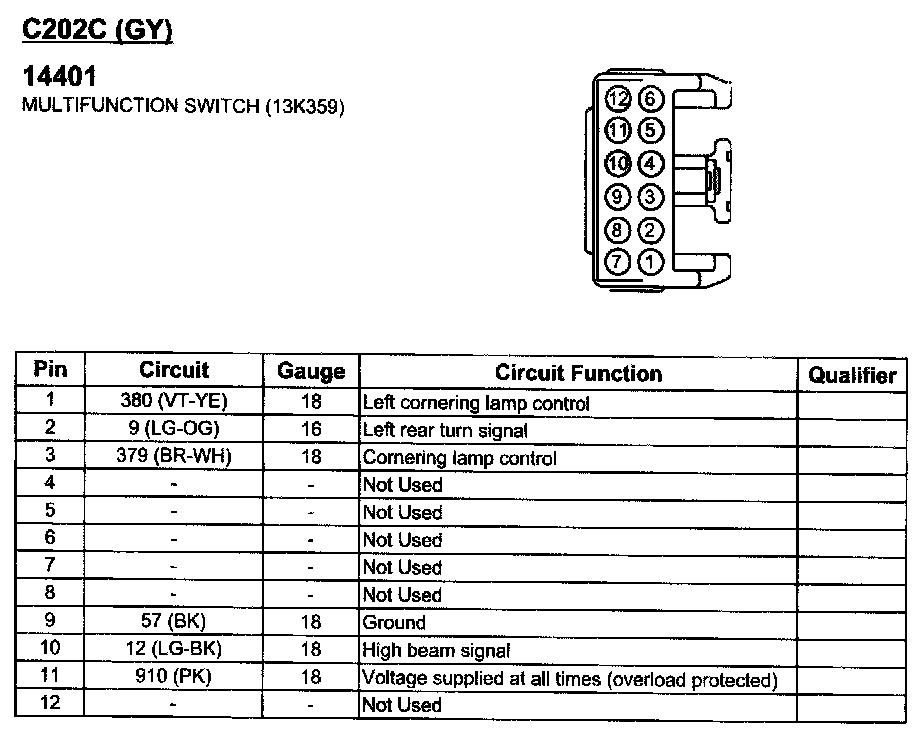 C202C (GY)
14401
MULTIFUNCTION SWITCH (13K359)
12 6
11 5
10 4
9 3
8 2
7 1
Pin Circuit Gauge Circuit Function Qualifier
1 380 (VT-YE) 18 Left cornering lamp control
2 9 (LG-OG) 16 Left rear turn signal
3 379 (BR-WH) 18 Cornering lamp control
4 - - Not Used
5 - - Not Used
6 - - Not Used
7 - - Not Used
8 - - Not Used
9 57 (BK) 18 Ground
10 12 (LG-BK) 18 High beam signal
11 910 (PK) 18 Voltage supplied at all times (overload protected)
12 - - Not Used